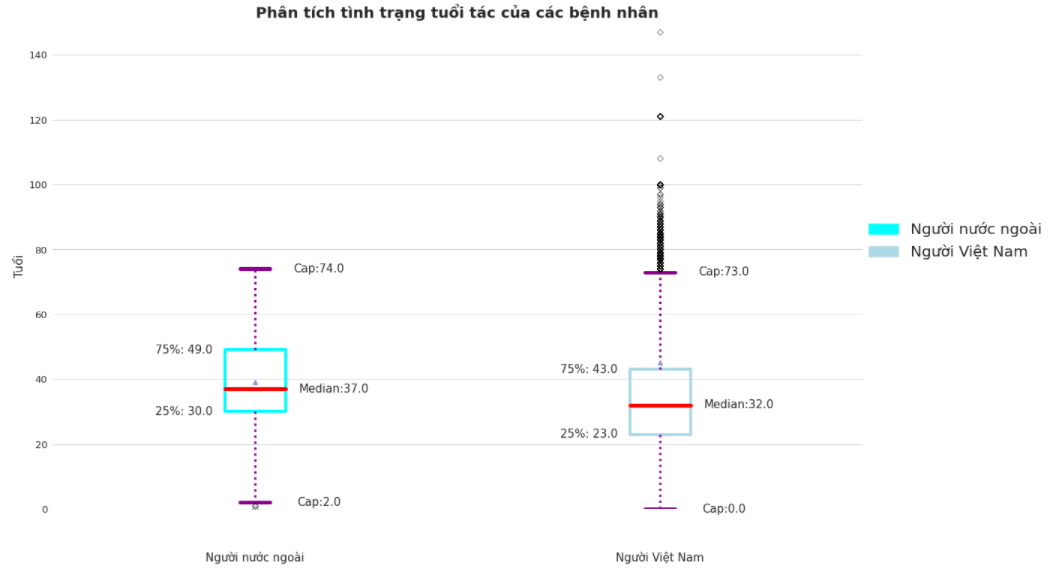 Phân tích tình trạng tuổi tác của các bệnh nhân
140
120
100
80
60
40
20
0
Tuổi
Cap:74.0
75%: 49.0
Median:37.0
25%: 30.0
Cap:2.0
Cap:73.0
75%: 43.0
Median:32.0
25%: 23.0
Cap:0.0
Người nước ngoài
Người Việt Nam
Người nước ngoài
Người Việt Nam